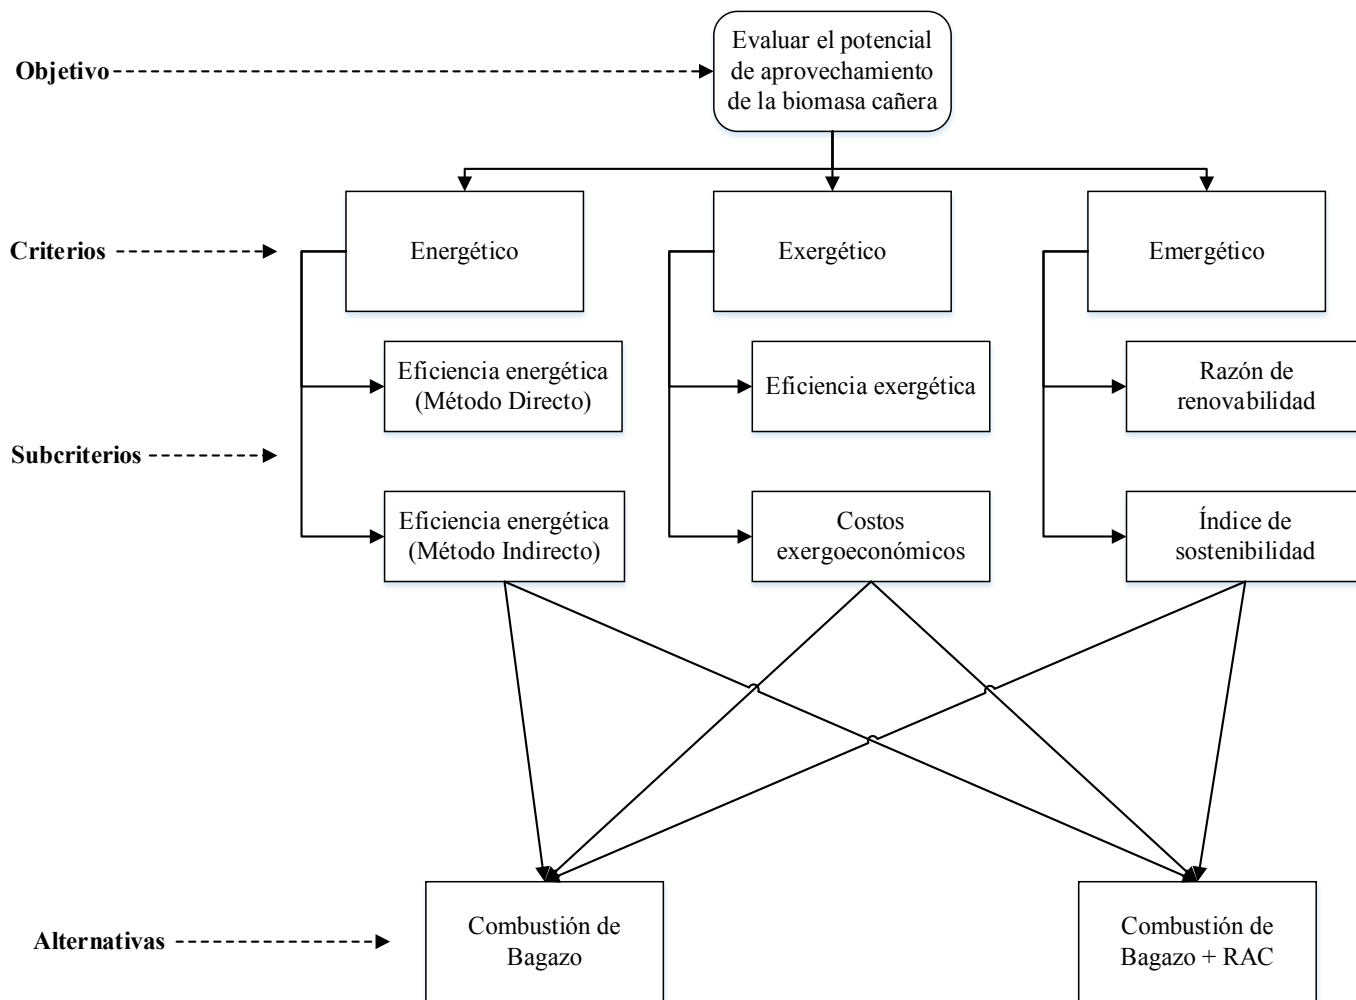 Objetivo
Evaluar el potencial
de aprovechamiento
de la biomasa cañera
Criterios
Energético
Exergético
Emergético
Subcriterios
Eficiencia energética
(Método Directo)
Eficiencia exergética
Razón de
renovabilidad
Eficiencia energética
(Método Indirecto)
Costos
exergoeconómicos
Índice de
sostenibilidad
Alternativas
Combustión de
Bagazo
Combustión de
Bagazo + RAC